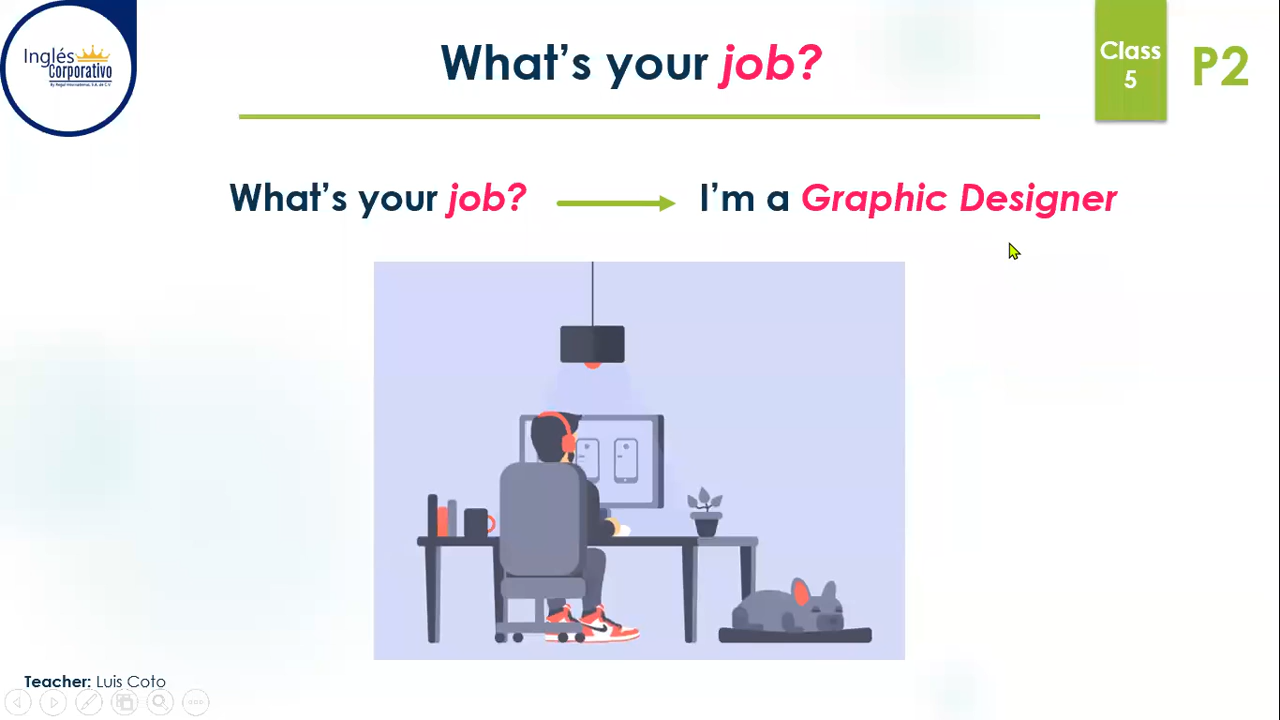 Inglés
Corporativo
What's your job?
Class
5
P2
What's your job?
I'm a Graphic Designer
Teacher: Luis Coto